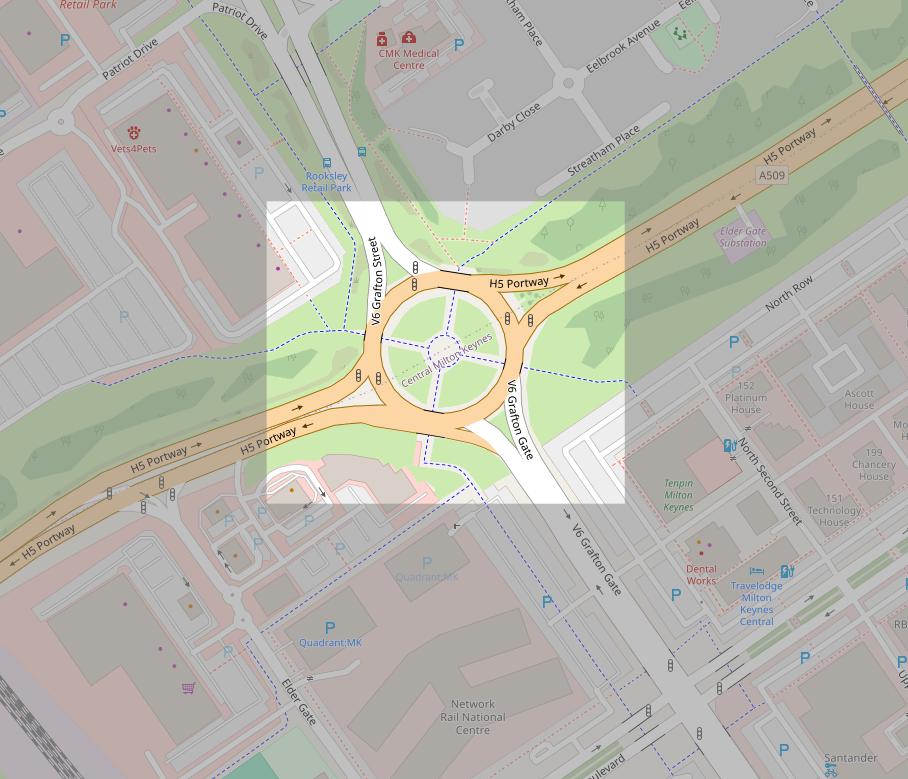 Retail Park
Patriot Drive
Patriot Drive
CMK Medical
Centre
Eelbrook Avenue
Darby Close
Streatham Place
H5 Portway
A509
H5 Portway
Elder Gate
Substation
Vets4Pets
P
Rooksley
Retail Park
V6 Grafton Street
H5 Portway
Central Milton Keynes
V6 Grafton Gate
North Row
P
152
Platinum
House
Ascott
House
199
Chancery
House
151
Technology
House
North Second Street
Tenpin
Milton
Keynes
H5 Portway
H5 Portway
H5 Portway
V6 Grafton Gate
Dental
Works
Travelodge
Milton
Keynes
Central
Quadrant:MK
Quadrant:MK
Elder Gate
Network
Rail National
Centre
Santander